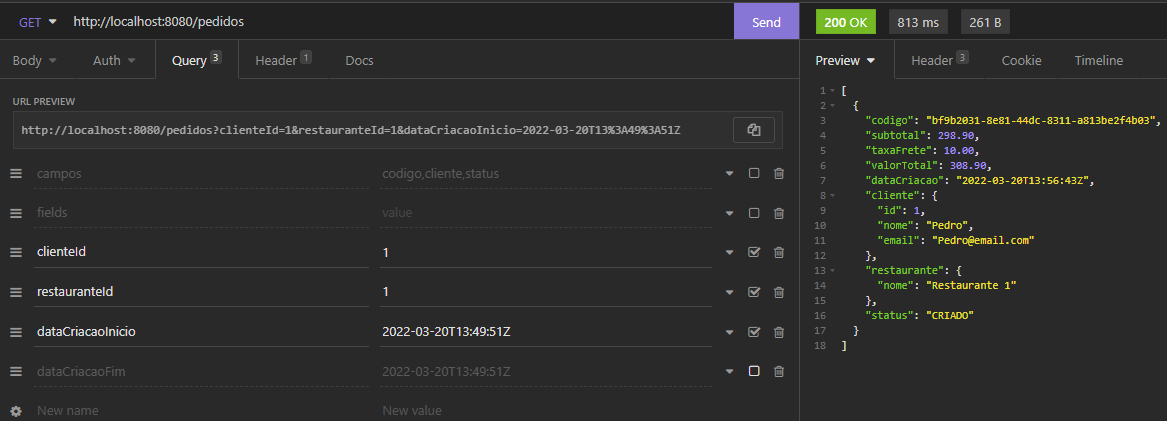 GET http://localhost:8080/pedidos Send
Body Auth Query 3 Header 1 Docs
URL PREVIEW
http://localhost:8080/pedidos?clienteId=1&restauranteId=1&dataCriacaoInicio=2022-03-20T13%3A49%3A51Z
campos codigo,cliente,status
fields value
clienteId 1
restauranteId 1
dataCriacaoInicio 2022-03-20T13:49:51Z
dataCriacaoFim 2022-03-20T13:49:51Z
New name New value
200 OK 813 ms 261 B
Preview Header 3 Cookie Timeline
1 [
2 {
3 "codigo": "bf9b2031-8e81-44dc-8311-a813be2f4b03",
4 "subtotal": 298.90,
5 "taxaFrete": 10.00,
6 "valorTotal": 308.90,
7 "dataCriacao": "2022-03-20T13:56:43Z",
8 "cliente": {
9 "id": 1,
10 "nome": "Pedro",
11 "email": "Pedro@email.com"
12 },
13 "restaurante": {
14 "nome": "Restaurante 1"
15 },
16 "status": "CRIADO"
17 }
18 ]